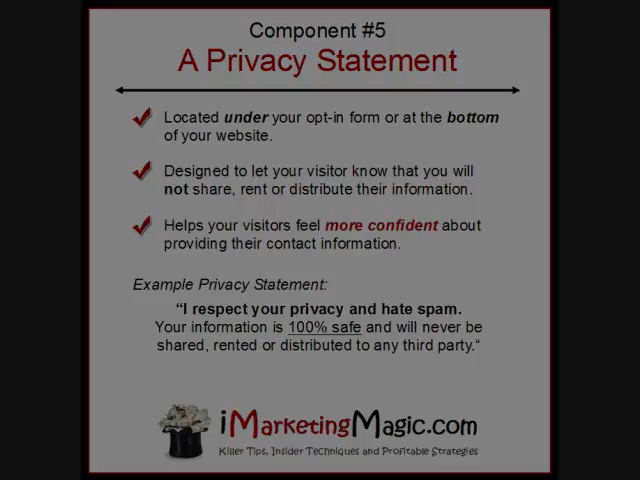 Component #5
A Privacy Statement
Located under your opt-in form or at the bottom
of your website.
Designed to let your visitor know that you will
not share, rent or distribute their information.
Helps your visitors feel more confident about
providing their contact information.
Example Privacy Statement:
“I respect your privacy and hate spam.
Your information is 100% safe and will never be
shared, rented or distributed to any third party.“
iMarketingMagic.com
Killer Tips, Insider Techniques and Profitable Strategies